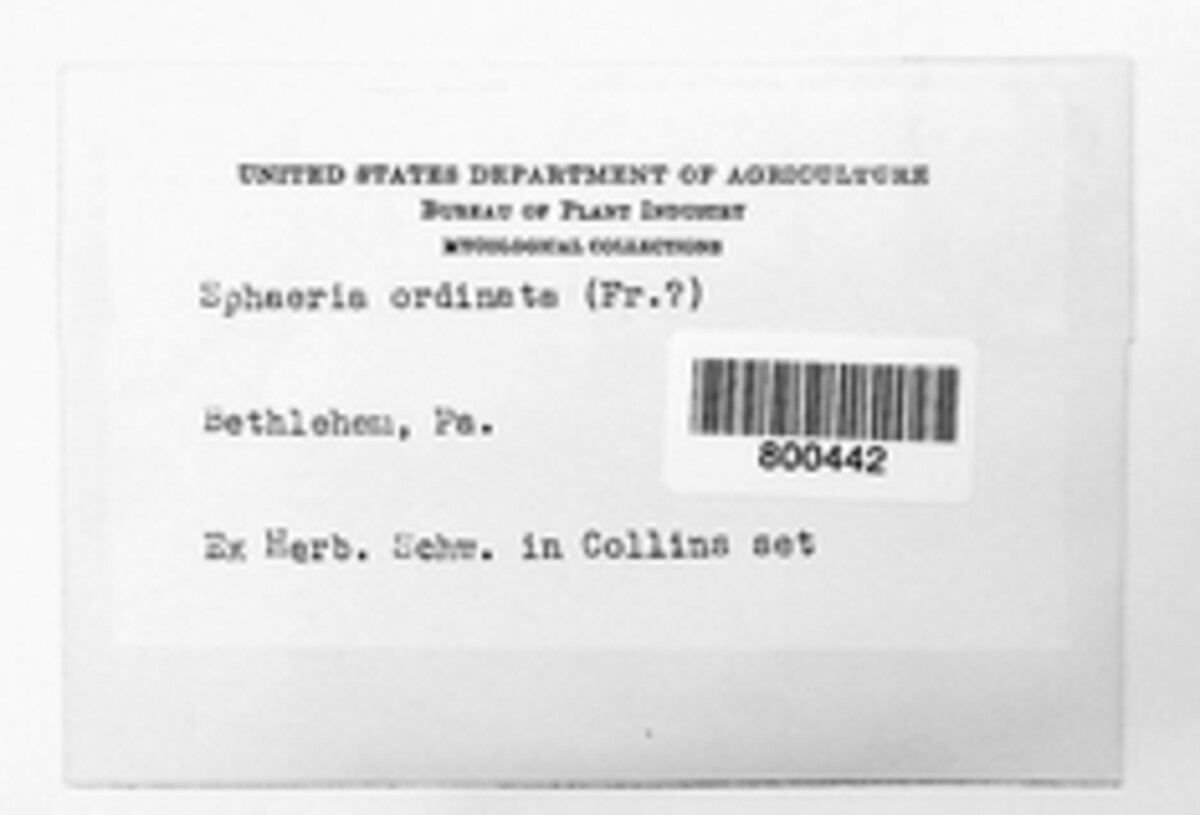 UNITED STATES DEPARTMENT OF AGRICULTURE
BUREAU OF PLANT INDUSTRY
MYCOLOGICAL COLLECTIONS
Sphaeria ordinata (Fr.?)
Bethlehem, Pa.
800442
Ex Herb. Schw. in Collins set